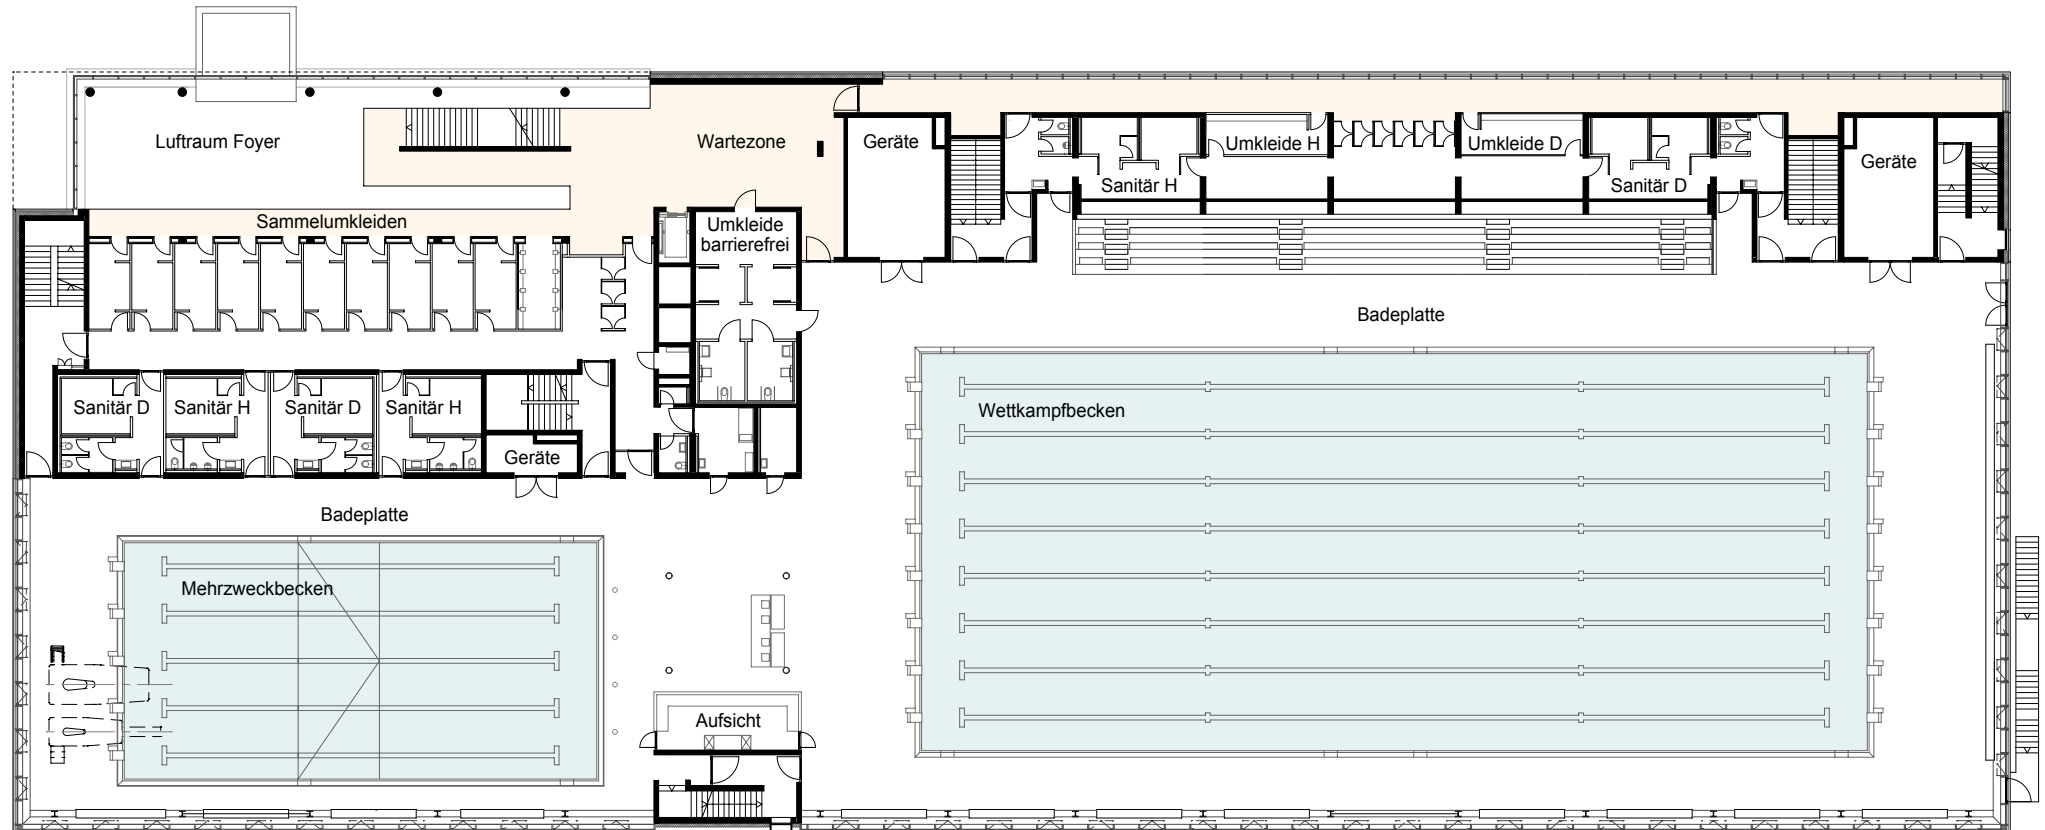 Luftraum Foyer
Wartezone
Geräte
Umkleide H
Umkleide D
Geräte
Sanitär H
Sanitär D
Sammelumkleiden
Umkleide
barrierefrei
Badeplatte
Sanitär D
Sanitär H
Sanitär D
Sanitär H
Wettkampfbecken
Geräte
Badeplatte
Mehrzweckbecken
Aufsicht